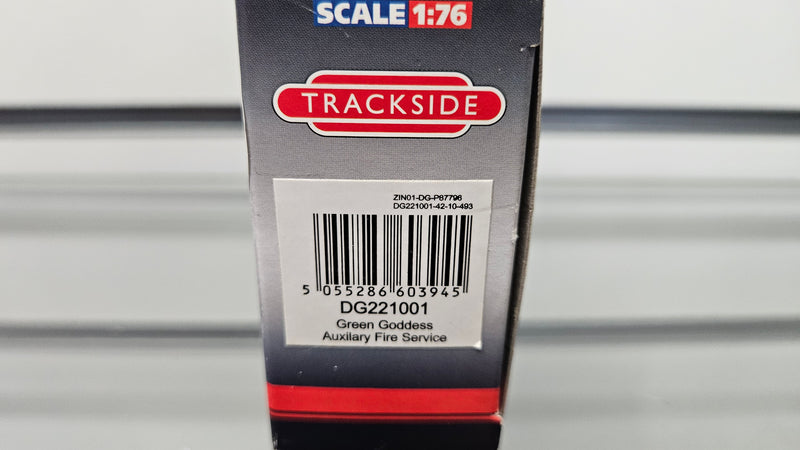 SCALE 1:76
TRACKSIDE
ZIN01-DG-P87796
DG221001-42-10-493
5 055286 603945
DG221001
Green Goddess
Auxilary Fire Service